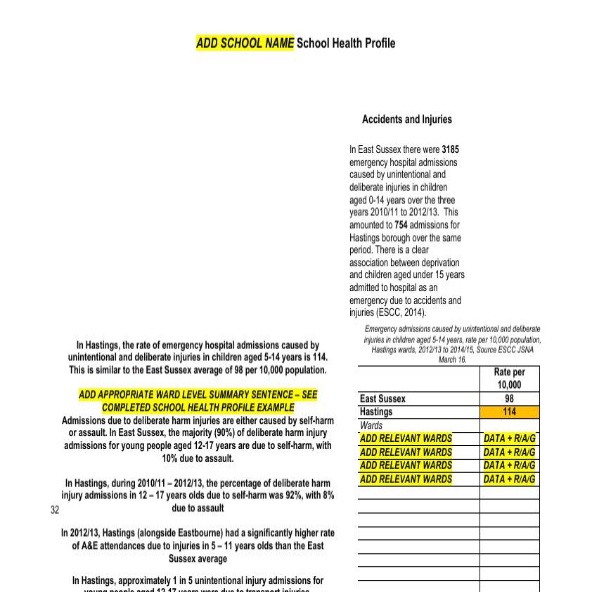 ADD SCHOOL NAME School Health Profile
Accidents and Injuries
In East Sussex there were 3185
emergency hospital admissions
caused by unintentional and
deliberate injuries in children
aged 0-14 years over the three
years 2010/11 to 2012/13. This
amounted to 754 admissions for
Hastings borough over the same
period. There is a clear
association between deprivation
and children aged under 15 years
admitted to hospital as an
emergency due to accidents and
injuries (ESCC, 2014).
Emergency admissions caused by unintentional and deliberate
injuries in children aged 5-14 years, rate per 10,000 population,
Hastings wards, 2012/13 to 2014/15, Source ESCC JSNA
March 16.
Rate per
10,000
East Sussex 98
Hastings 114
Wards
ADD RELEVANT WARDS DATA + R/A/G
ADD RELEVANT WARDS DATA + R/A/G
ADD RELEVANT WARDS DATA + R/A/G
ADD RELEVANT WARDS DATA + R/A/G
In Hastings, the rate of emergency hospital admissions caused by
unintentional and deliberate injuries in children aged 5-14 years is 114.
This is similar to the East Sussex average of 98 per 10,000 population.
ADD APPROPRIATE WARD LEVEL SUMMARY SENTENCE – SEE
COMPLETED SCHOOL HEALTH PROFILE EXAMPLE
Admissions due to deliberate harm injuries are either caused by self-harm
or assault. In East Sussex, the majority (90%) of deliberate harm injury
admissions for young people aged 12-17 years are due to self-harm, with
10% due to assault.
In Hastings, during 2010/11 – 2012/13, the percentage of deliberate harm
injury admissions in 12 – 17 years olds due to self-harm was 92%, with 8%
due to assault
32
In 2012/13, Hastings (alongside Eastbourne) had a significantly higher rate
of A&E attendances due to injuries in 5 – 11 years olds than the East
Sussex average
In Hastings, approximately 1 in 5 unintentional injury admissions for
young people aged 12-17 years were due to transport injuries